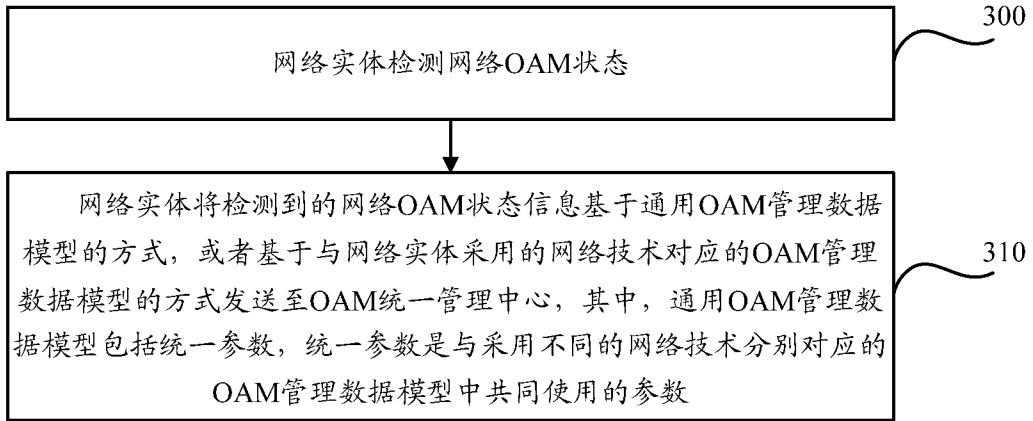 300
网络实体检测网络OAM状态
网络实体将检测到的网络OAM状态信息基于通用OAM管理数据
模型的方式，或者基于与网络实体采用的网络技术对应的OAM管理
数据模型的方式发送至OAM统一管理中心，其中，通用OAM管理数
据模型包括统一参数，统一参数是与采用不同的网络技术分别对应的
OAM管理数据模型中共同使用的参数
310